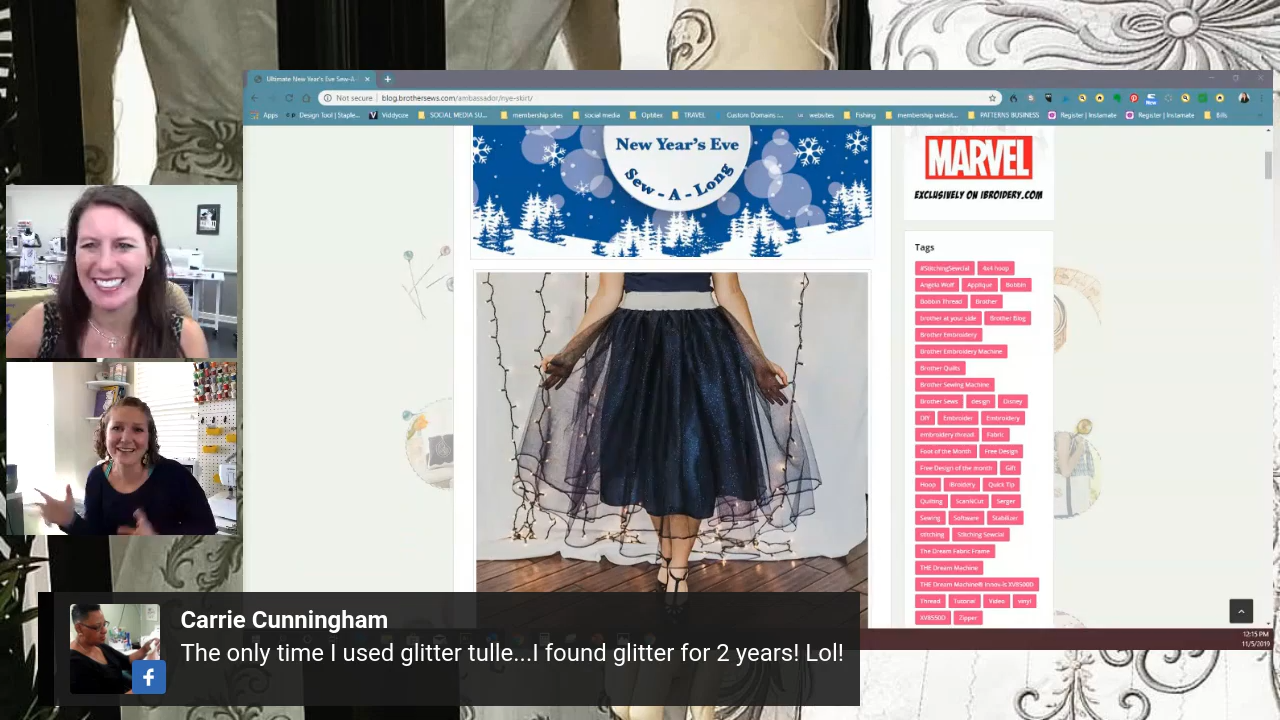 Ultimate New Year's Eve Sew-A-
Not secure blog.brothersews.com/ambassador/nye-skirt/
Apps Design Tool | Staple... Viddyoze SOCIAL MEDIA SU... membership sites social media Optiles TRAVEL Custom Domains -... websites Fishing membership websit... PATTERNS BUSINESS Register | Instamate Register | Instamate Bills
New Year's Eve
Sew - A - Long
MARVEL
EXCLUSIVELY ON IBROIDERY.COM
Tags
#StitchingSewcial 4x4 hoop
Angela Wolf Applique Bobbin
Bobbin Thread Brother
brother at your side Brother Blog
Brother Embroidery
Brother Embroidery Machine
Brother Quilts
Brother Sewing Machine
Brother Sews design Disney
DIY Embroider Embroidery
embroidery thread Fabric
Foot of the Month Free Design
Free Design of the month Gift
Hoop iBroidery Quick Tip
Quilting ScanNCut Serger
Sewing Software Stabilizer
stitching Stitching Sewcial
The Dream Fabric Frame
THE Dream Machine
THE Dream Machine® Innov-is XV8500D
Thread Tutorial Video vinyl
XV8550D Zipper
12:15 PM
11/5/2019
Carrie Cunningham
The only time I used glitter tulle...I found glitter for 2 years! Lol!